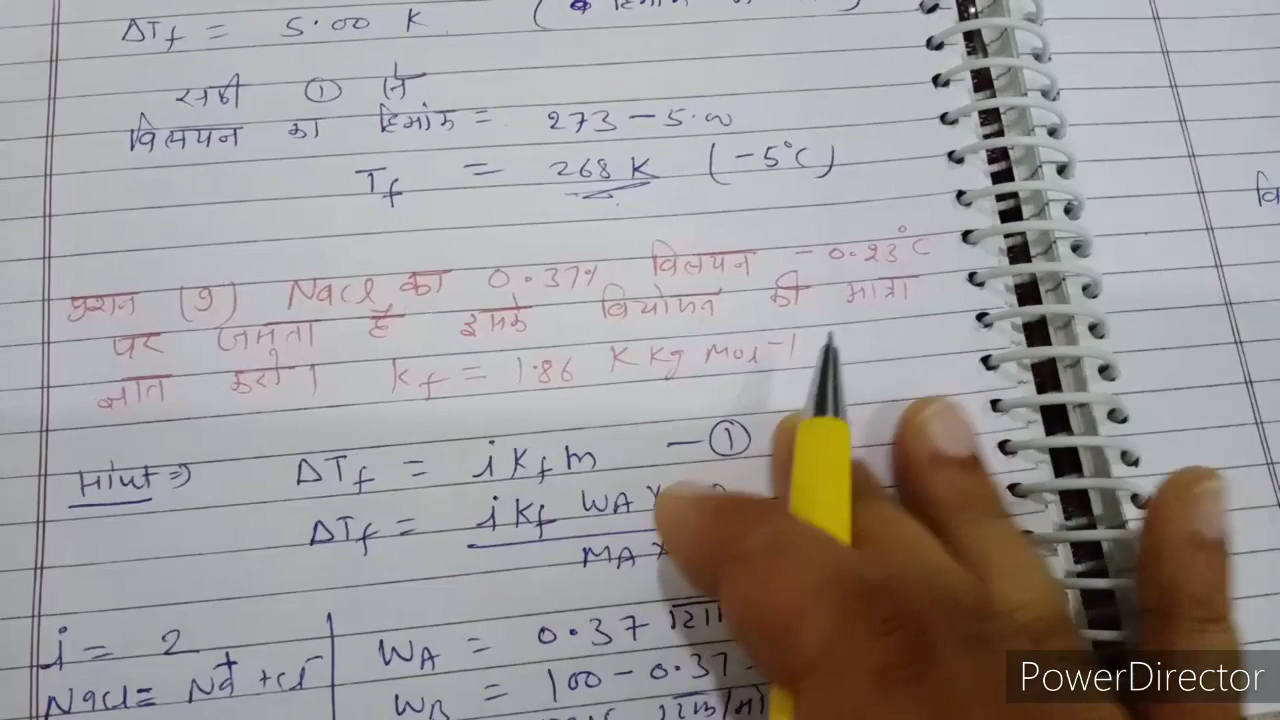 ΔTf = 5.00 K (
समी ① से
विलयन का हिमांक = 273 - 5.00
Tf = 268 K (-5°C)
प्रशन (9) NaCl का 0.37% विलयन -0.23°C
पर जमता है इसके वियोजन की मात्रा
ज्ञात करो। Kf = 1.86 K Kg mol-1
Hint ⇒ ΔTf = i Kf m - ①
ΔTf = i Kf WA ×
MA ×
i = 2
NaCl = Na+ + Cl-
WA = 0.37 ग्राम
WB = 100 - 0.37
वि
PowerDirector